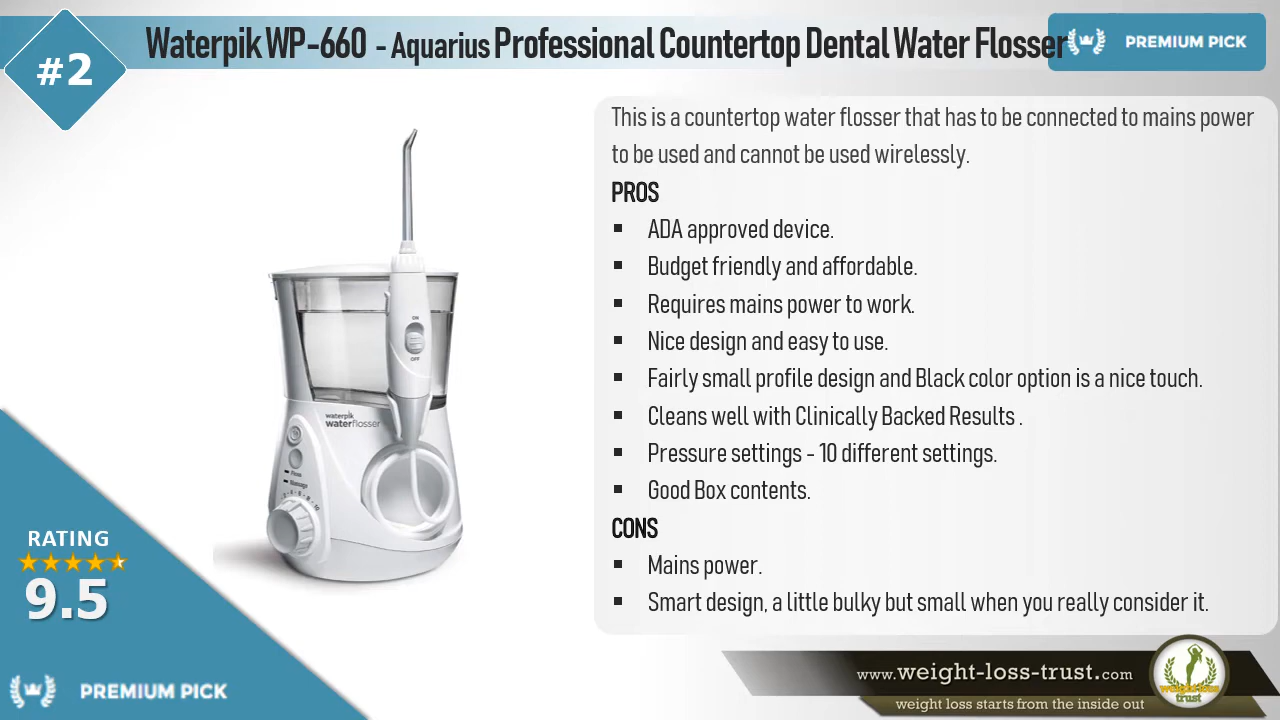 #2
Waterpik WP-660 - Aquarius Professional Countertop Dental Water Flosser
PREMIUM PICK
This is a countertop water flosser that has to be connected to mains power
to be used and cannot be used wirelessly.
PROS
▪ ADA approved device.
▪ Budget friendly and affordable.
▪ Requires mains power to work.
▪ Nice design and easy to use.
▪ Fairly small profile design and Black color option is a nice touch.
▪ Cleans well with Clinically Backed Results .
▪ Pressure settings - 10 different settings.
▪ Good Box contents.
CONS
▪ Mains power.
▪ Smart design, a little bulky but small when you really consider it.
ON
OFF
waterpik
waterflosser
Massage
RATING
9.5
PREMIUM PICK
www.weight-loss-trust.com
weight loss starts from the inside out
weight loss
trust